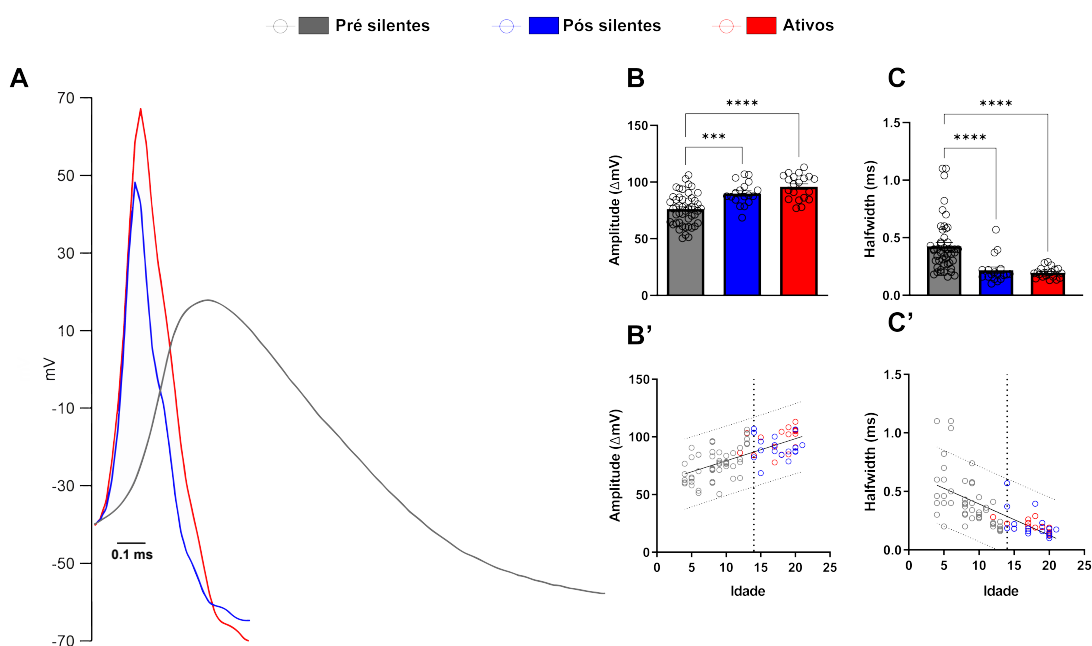 Pré silentes
Pós silentes
Ativos
A
70
50
30
10
-10
-30
-50
-70
mV
0.1 ms
B
150
100
50
0
Amplitude (ΔmV)
***
****
C
1.5
1.0
0.5
0.0
Halfwidth (ms)
****
****
B’
150
100
50
0
Amplitude (ΔmV)
0 5 10 15 20 25
Idade
C’
1.5
1.0
0.5
0.0
Halfwidth (ms)
0 5 10 15 20 25
Idade